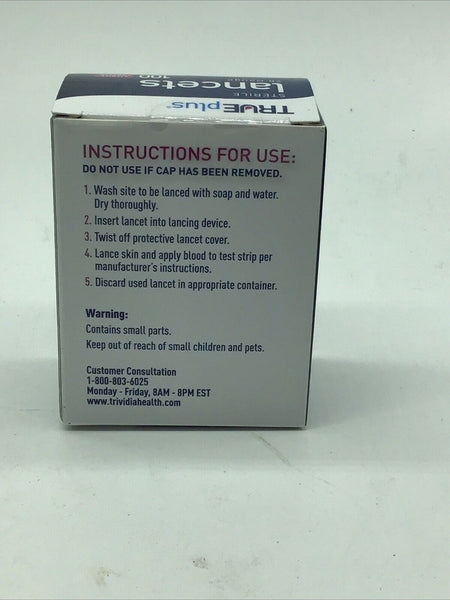 TRUEplus
STERILE
lancets
100
INSTRUCTIONS FOR USE:
DO NOT USE IF CAP HAS BEEN REMOVED.
1. Wash site to be lanced with soap and water.
Dry thoroughly.
2. Insert lancet into lancing device.
3. Twist off protective lancet cover.
4. Lance skin and apply blood to test strip per
manufacturer's instructions.
5. Discard used lancet in appropriate container.
Warning:
Contains small parts.
Keep out of reach of small children and pets.
Customer Consultation
1-800-803-6025
Monday - Friday, 8AM - 8PM EST
www.trividiahealth.com